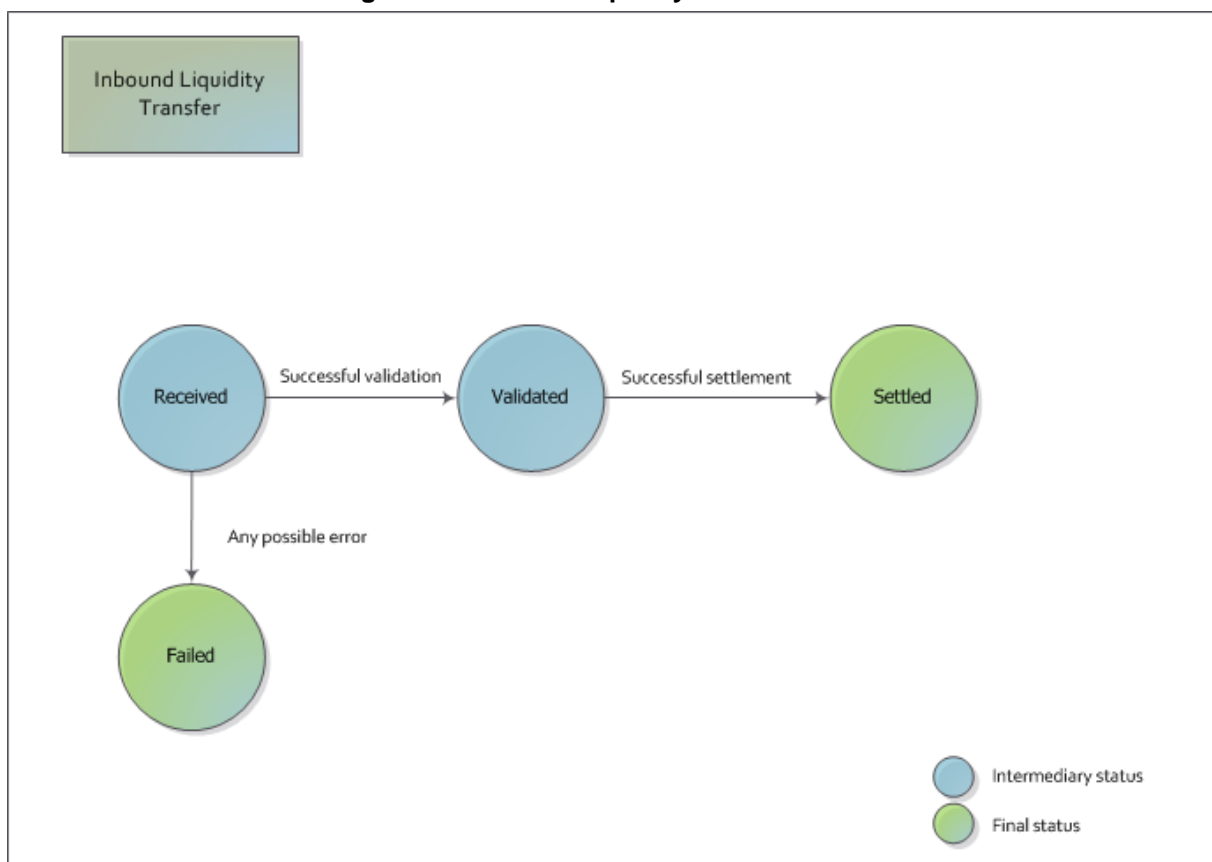 Inbound Liquidity
Transfer
Received
Successful validation
Validated
Successful settlement
Settled
Any possible error
Failed
Intermediary status
Final status